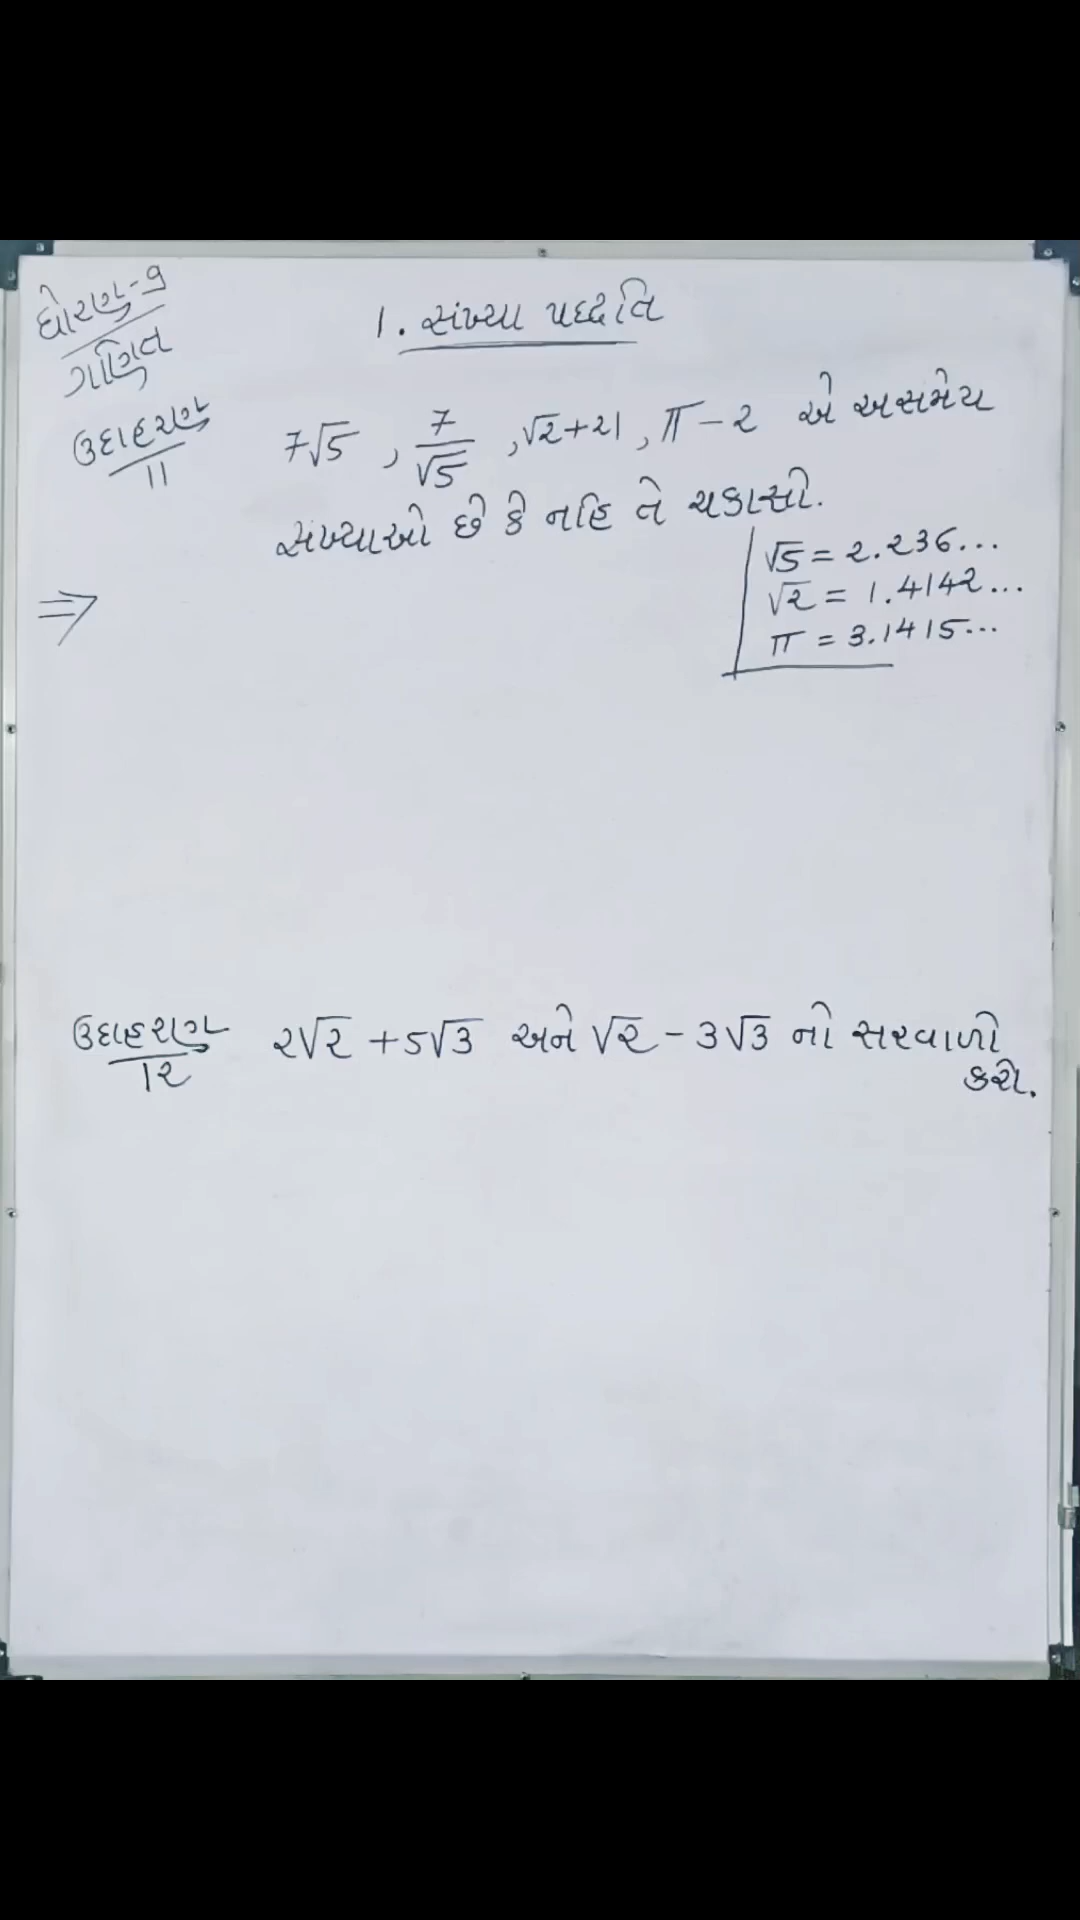 ધોરણ-9
ગણિત
1. સંખ્યા પધ્ધતિ
ઉદાહરણ 11
7√5 , 7/√5 , √2+21 , π-2 એ અસમેય
સંખ્યાઓ છે કે નહિ તે ચકાસો.
√5 = 2.236...
√2 = 1.4142...
π = 3.1415...
⇒
ઉદાહરણ 12
2√2 +5√3 અને √2 - 3√3 નો સરવાળો
કરો.